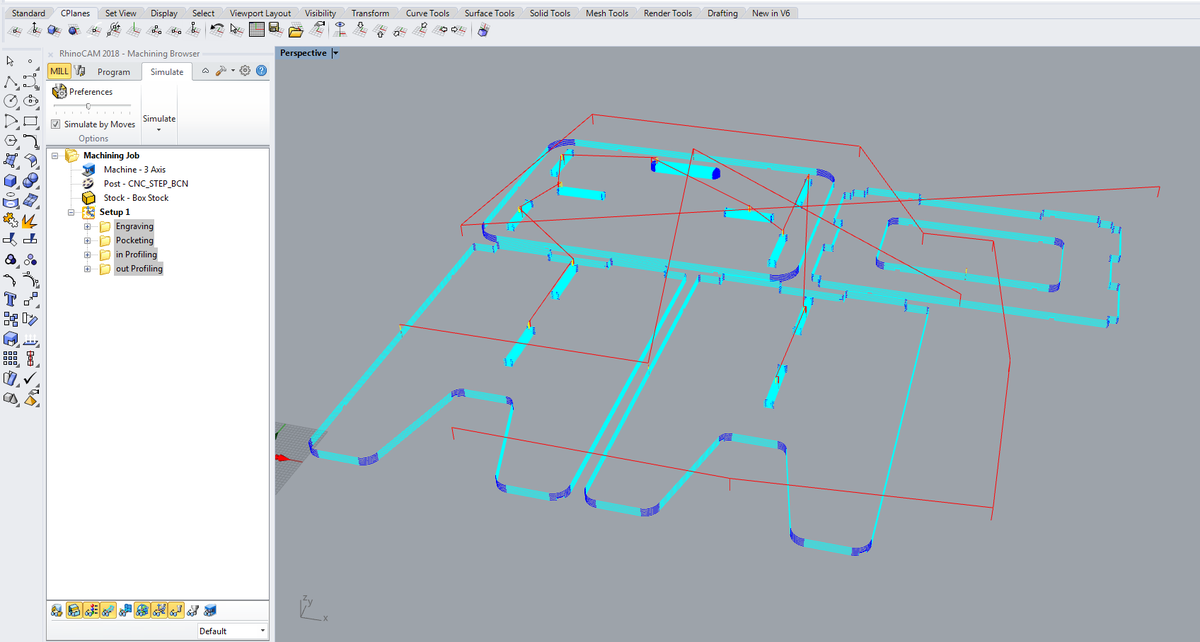 Standard CPlanes Set View Display Select Viewport Layout Visibility Transform Curve Tools Surface Tools Solid Tools Mesh Tools Render Tools Drafting New in V6
RhinoCAM 2018 - Machining Browser
MILL Program Simulate
Preferences
Simulate by Moves
Options
Simulate
Machining Job
Machine - 3 Axis
Post - CNC_STEP_BCN
Stock - Box Stock
Setup 1
Engraving
Pocketing
in Profiling
out Profiling
Default
Perspective
z
y
x